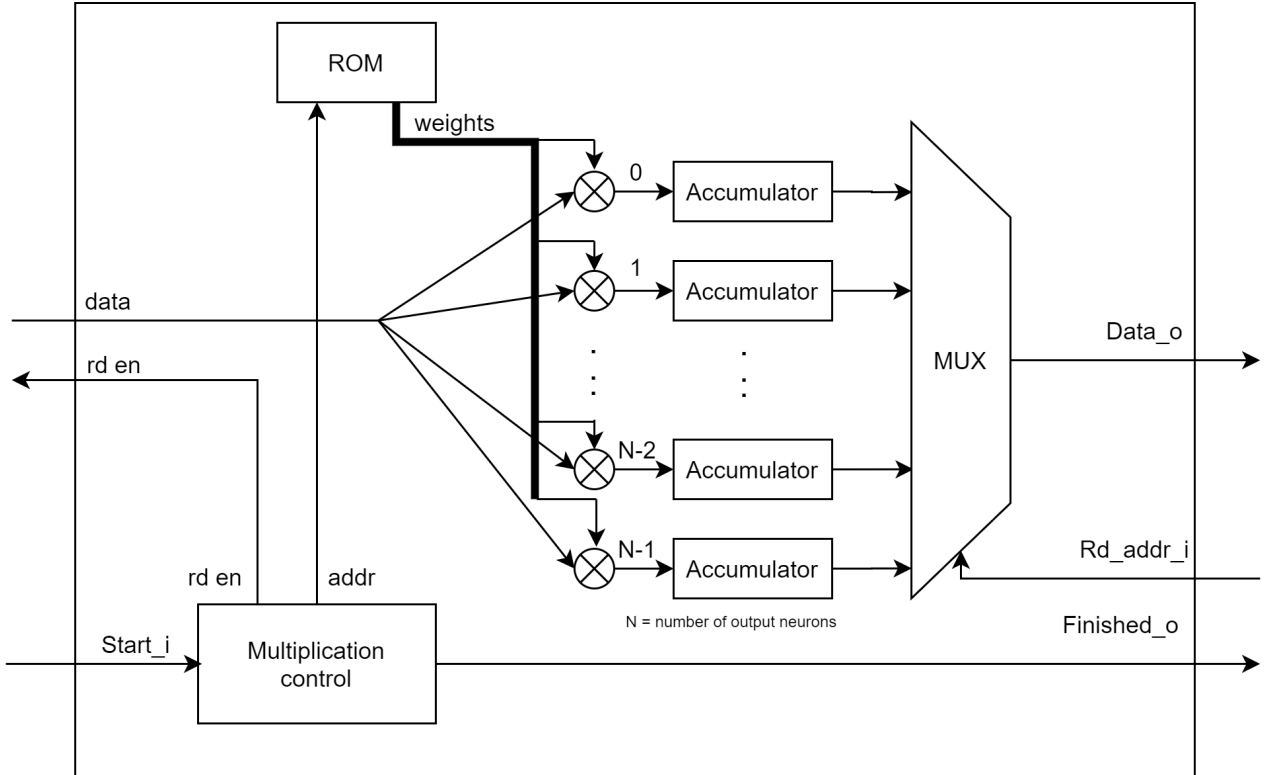 ROM
weights
0
Accumulator
1
Accumulator
data
rd en
MUX
Data_o
N-2
Accumulator
N-1
Accumulator
Rd_addr_i
rd en
addr
N = number of output neurons
Finished_o
Start_i
Multiplication
control